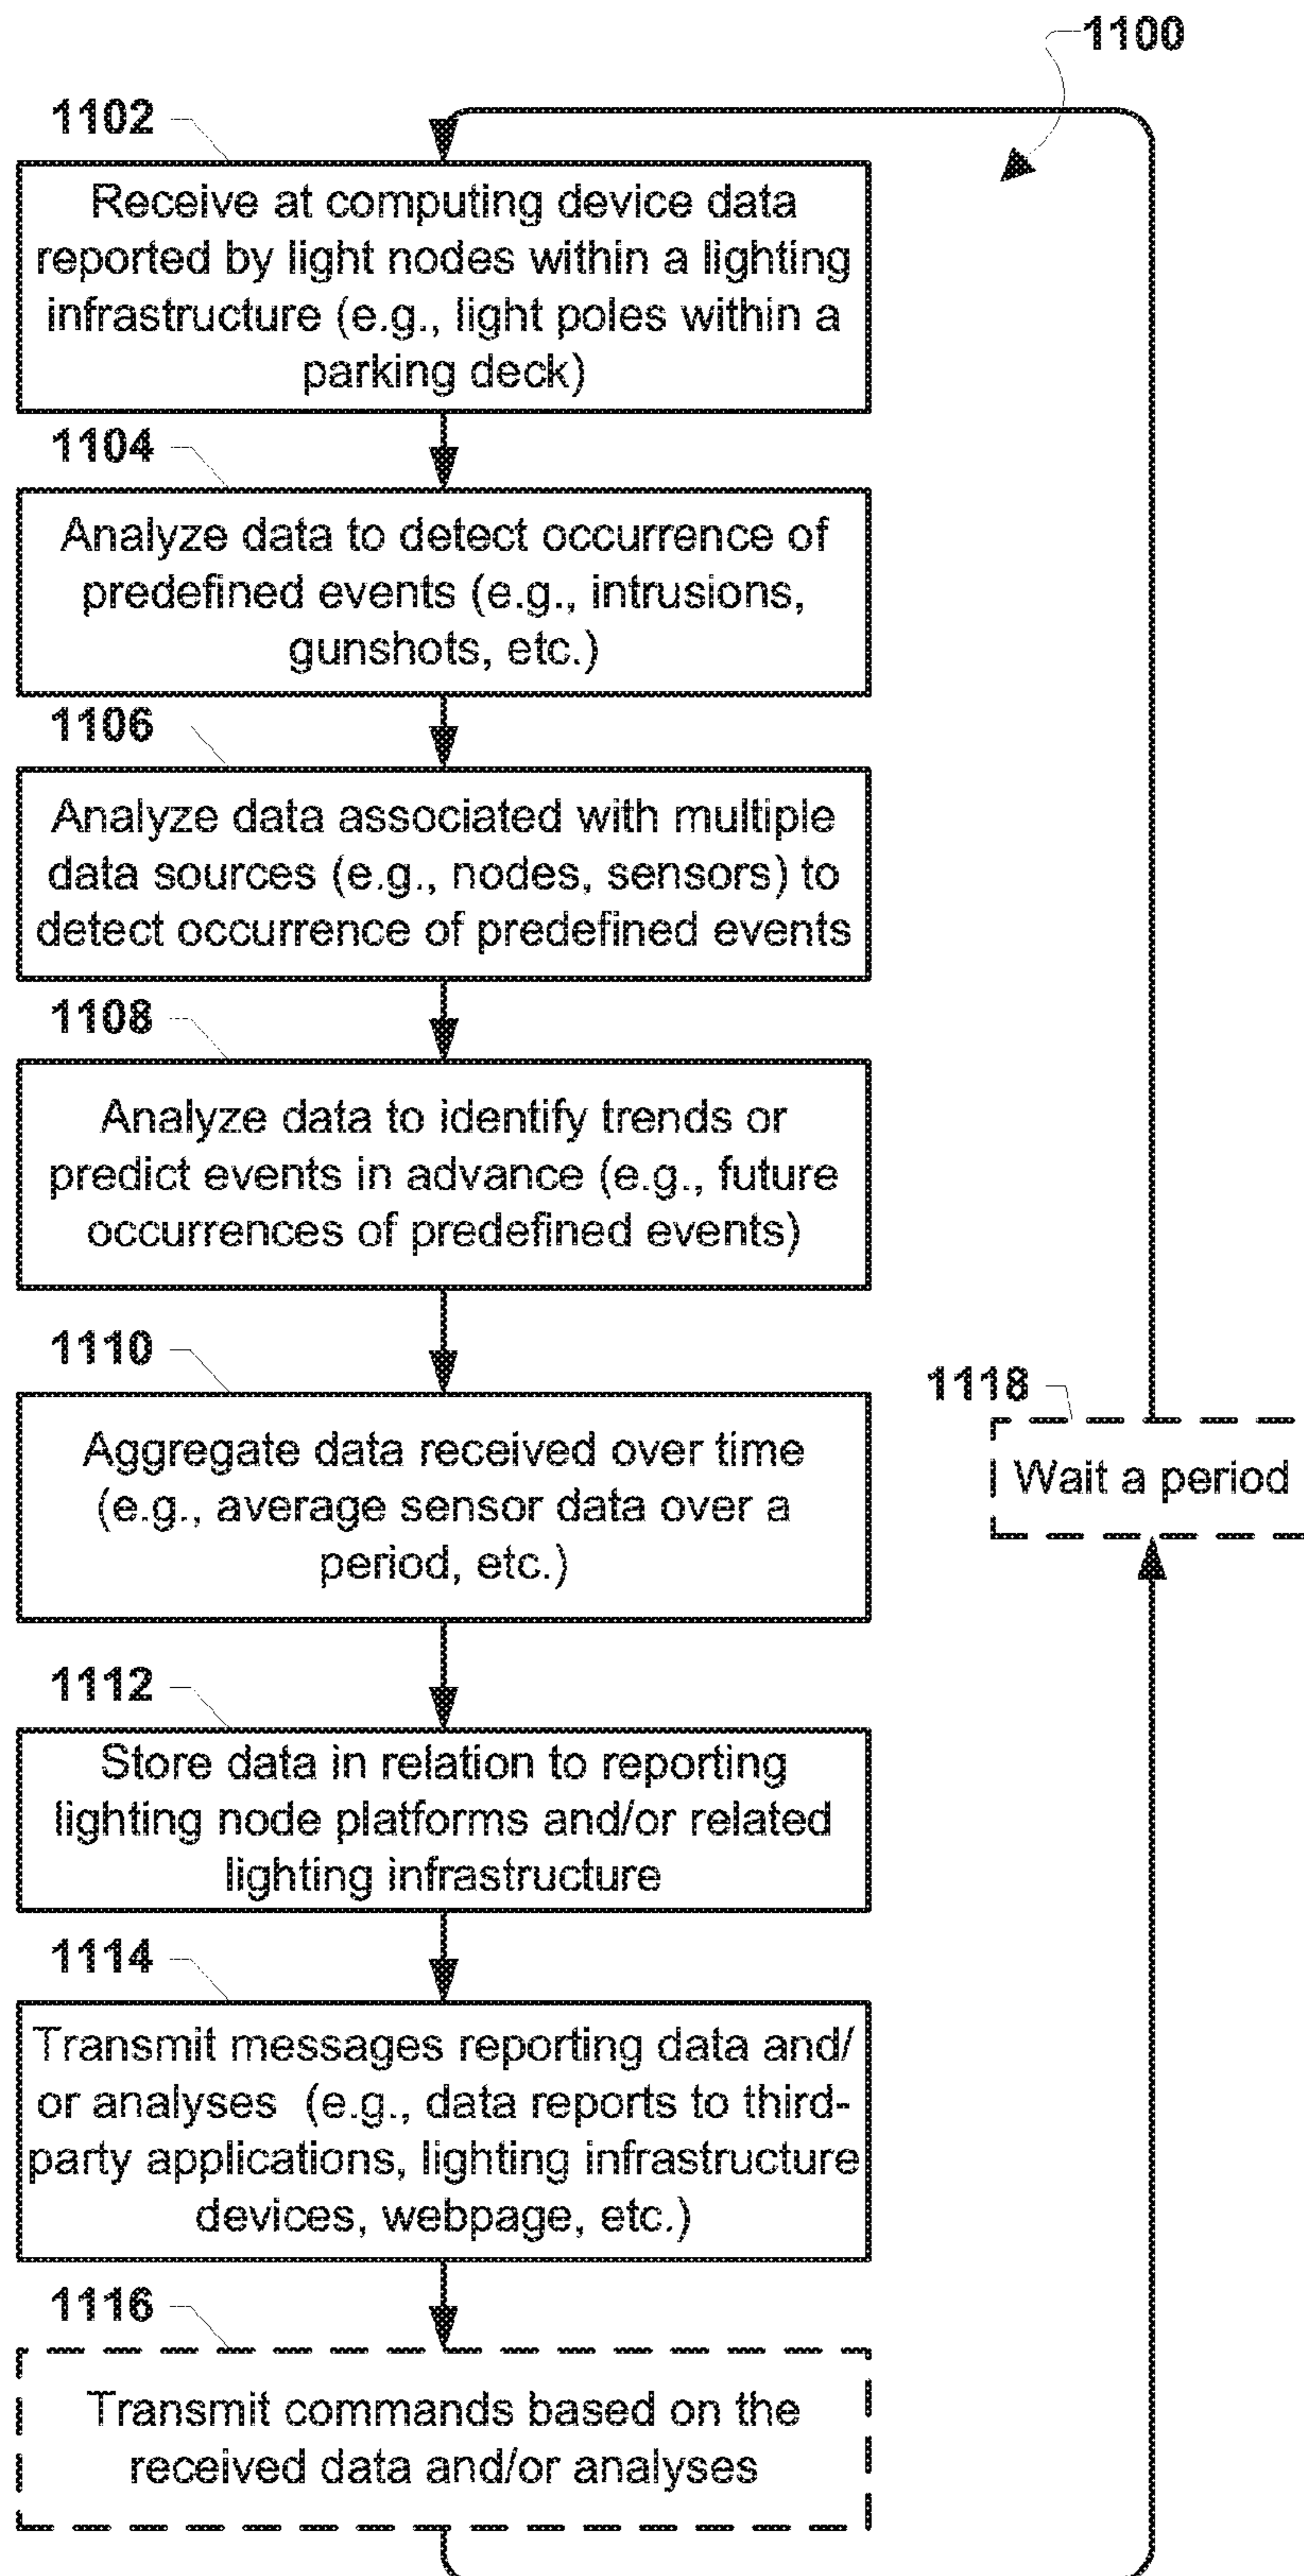 1100
1102
Receive at computing device data
reported by light nodes within a lighting
infrastructure (e.g., light poles within a
parking deck)
1104
Analyze data to detect occurrence of
predefined events (e.g., intrusions,
gunshots, etc.)
1106
Analyze data associated with multiple
data sources (e.g., nodes, sensors) to
detect occurrence of predefined events
1108
Analyze data to identify trends or
predict events in advance (e.g., future
occurrences of predefined events)
1110
Aggregate data received over time
(e.g., average sensor data over a
period, etc.)
1118
Wait a period
1112
Store data in relation to reporting
lighting node platforms and/or related
lighting infrastructure
1114
Transmit messages reporting data and/
or analyses (e.g., data reports to third-
party applications, lighting infrastructure
devices, webpage, etc.)
1116
Transmit commands based on the
received data and/or analyses